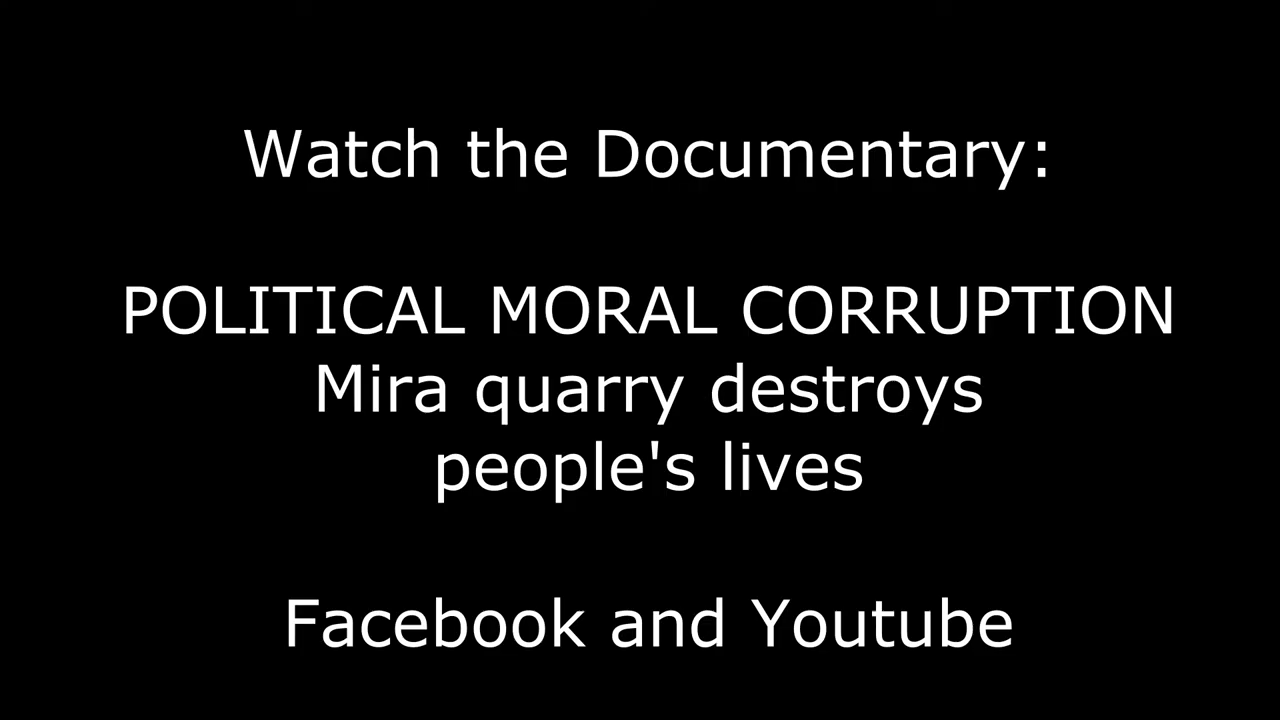 Watch the Documentary:
POLITICAL MORAL CORRUPTION
Mira quarry destroys
people's lives
Facebook and Youtube